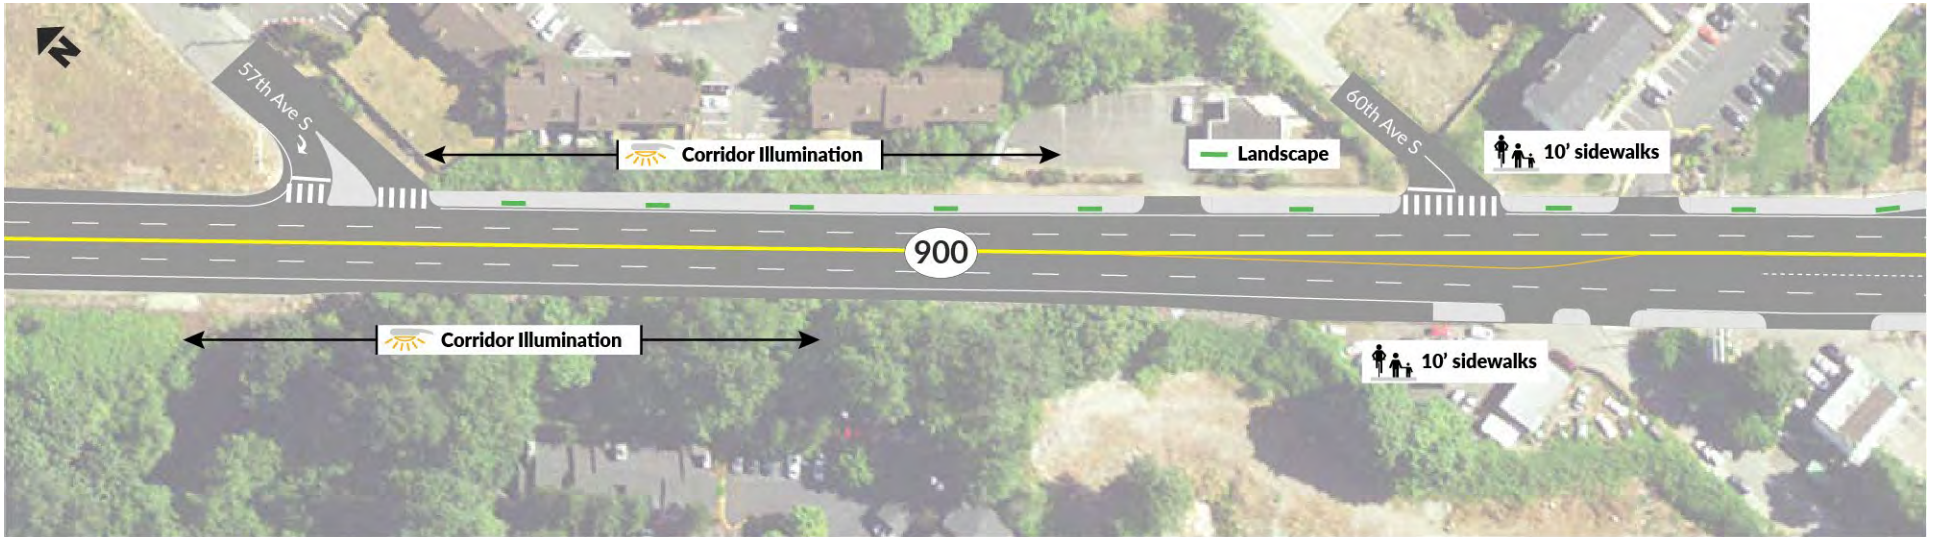 N
57th Ave S
Corridor Illumination
Landscape
60th Ave S
10’ sidewalks
900
Corridor Illumination
10’ sidewalks